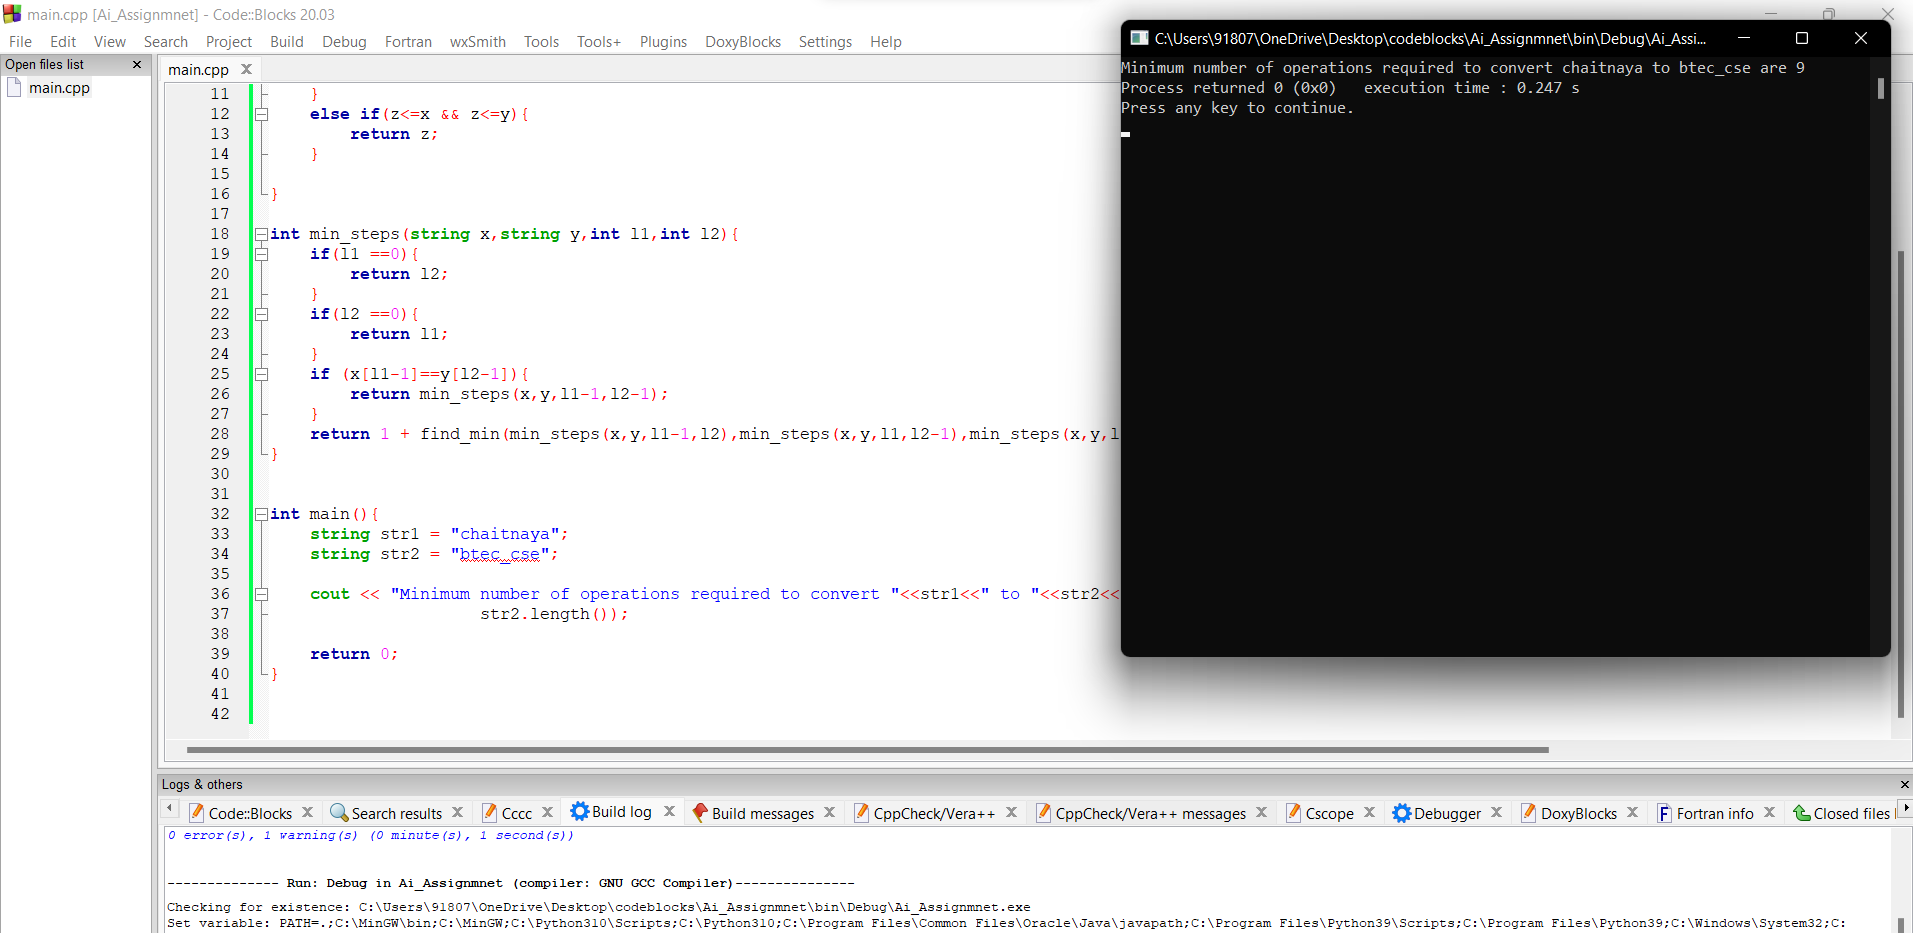 main.cpp [Ai_Assignmnet] - Code::Blocks 20.03
File Edit View Search Project Build Debug Fortran wxSmith Tools Tools+ Plugins DoxyBlocks Settings Help
Open files list
main.cpp
main.cpp
11 }
12 else if(z<=x && z<=y){
13 return z;
14 }
15
16 }
17
18 int min_steps(string x,string y,int l1,int l2){
19 if(l1 ==0){
20 return l2;
21 }
22 if(l2 ==0){
23 return l1;
24 }
25 if (x[l1-1]==y[l2-1]){
26 return min_steps(x,y,l1-1,l2-1);
27 }
28 return 1 + find_min(min_steps(x,y,l1-1,l2),min_steps(x,y,l1,l2-1),min_steps(x,y,l
29 }
30
31
32 int main(){
33 string str1 = "chaitnaya";
34 string str2 = "btec_cse";
35
36 cout << "Minimum number of operations required to convert "<<str1<<" to "<<str2<<
37 str2.length());
38
39 return 0;
40 }
41
42
C:\Users\91807\OneDrive\Desktop\codeblocks\Ai_Assignmnet\bin\Debug\Ai_Assi...
Minimum number of operations required to convert chaitnaya to btec_cse are 9
Process returned 0 (0x0) execution time : 0.247 s
Press any key to continue.
Logs & others
Code::Blocks Search results Cccc Build log Build messages CppCheck/Vera++ CppCheck/Vera++ messages Cscope Debugger DoxyBlocks Fortran info Closed files l
0 error(s), 1 warning(s) (0 minute(s), 1 second(s))
-------------- Run: Debug in Ai_Assignmnet (compiler: GNU GCC Compiler)---------------
Checking for existence: C:\Users\91807\OneDrive\Desktop\codeblocks\Ai_Assignmnet\bin\Debug\Ai_Assignmnet.exe
Set variable: PATH=.;C:\MinGW\bin;C:\MinGW;C:\Python310\Scripts;C:\Python310;C:\Program Files\Common Files\Oracle\Java\javapath;C:\Program Files\Python39\Scripts;C:\Program Files\Python39;C:\Windows\System32;C: